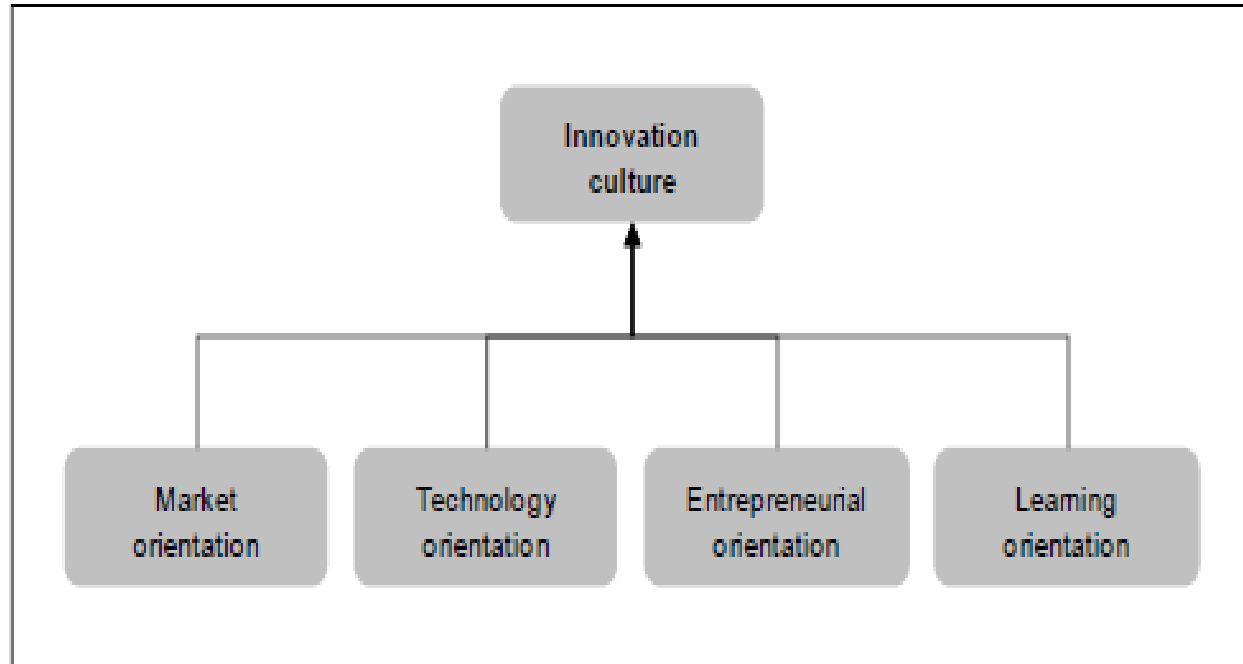 Innovation
culture
Market
orientation
Technology
orientation
Entrepreneurial
orientation
Learning
orientation